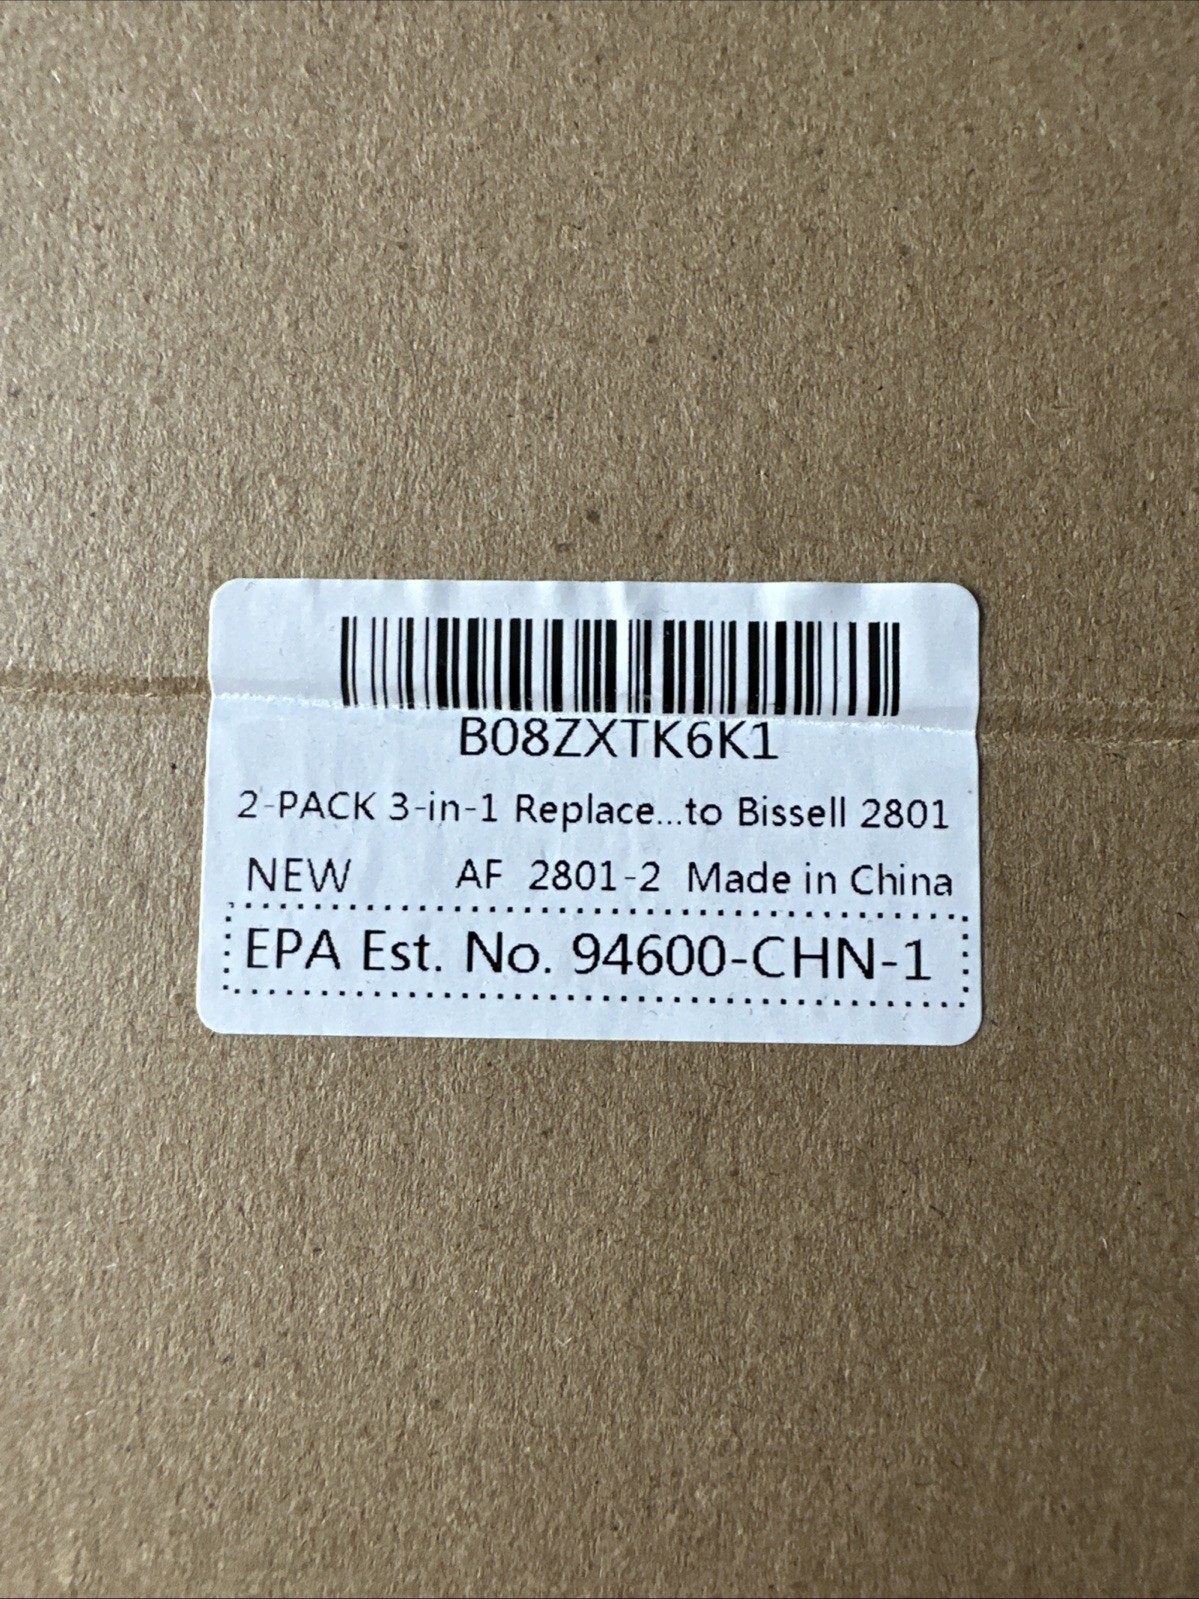 B08ZXTK6K1
2-PACK 3-in-1 Replace...to Bissell 2801
NEW AF 2801-2 Made in China
EPA Est. No. 94600-CHN-1